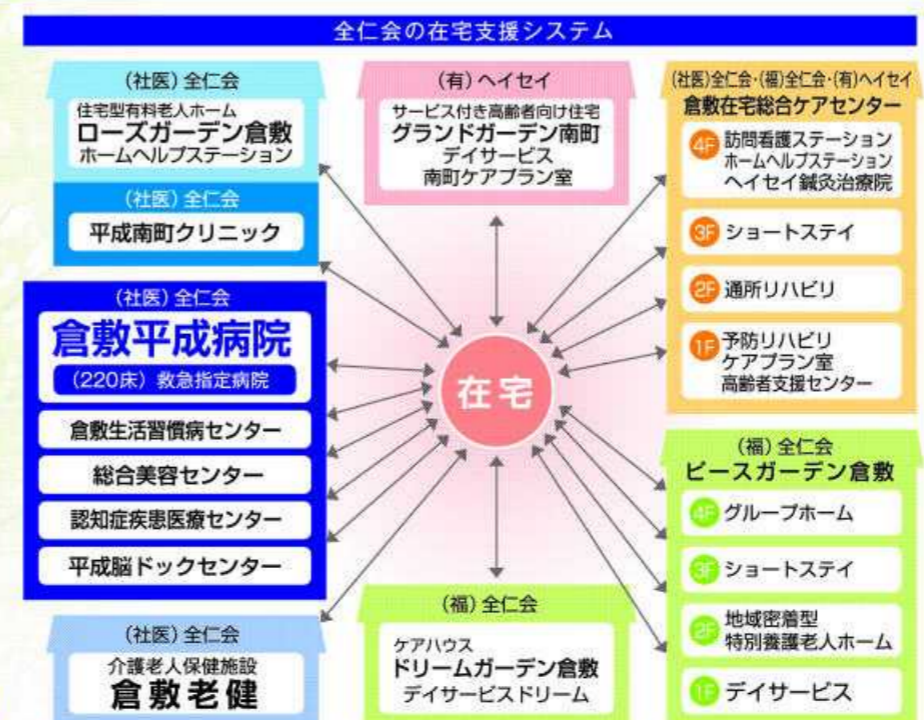 全仁会の在宅支援システム
(社医) 全仁会
住宅型有料老人ホーム
ローズガーデン倉敷
ホームヘルプステーション
(社医) 全仁会
平成南町クリニック
(社医) 全仁会
倉敷平成病院
(220床) 救急指定病院
倉敷生活習慣病センター
総合美容センター
認知症疾患医療センター
平成脳ドックセンター
(社医) 全仁会
介護老人保健施設
倉敷老健
(有) ヘイセイ
サービス付き高齢者向け住宅
グランドガーデン南町
デイサービス
南町ケアプラン室
在宅
(福) 全仁会
ケアハウス
ドリームガーデン倉敷
デイサービスドリーム
(社医)全仁会・(福)全仁会・(有)ヘイセイ
倉敷在宅総合ケアセンター
4F 訪問看護ステーション
ホームヘルプステーション
ヘイセイ鍼灸治療院
3F ショートステイ
2F 通所リハビリ
1F 予防リハビリ
ケアプラン室
高齢者支援センター
(福) 全仁会
ピースガーデン倉敷
4F グループホーム
3F ショートステイ
2F 地域密着型
特別養護老人ホーム
1F デイサービス